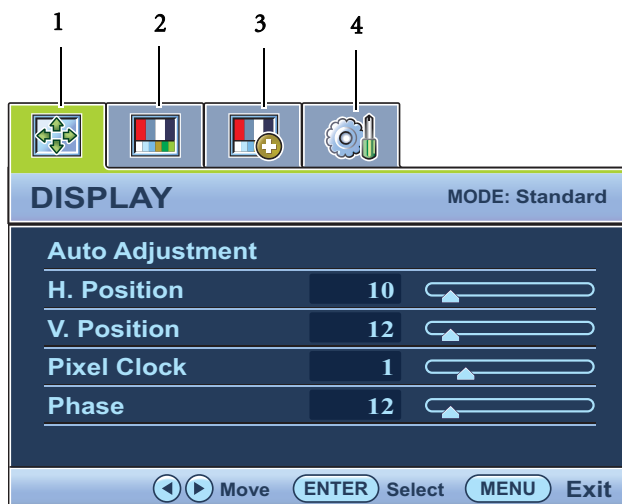 1 2 3 4
DISPLAY MODE: Standard
Auto Adjustment
H. Position 10
V. Position 12
Pixel Clock 1
Phase 12
Move ENTER Select MENU Exit